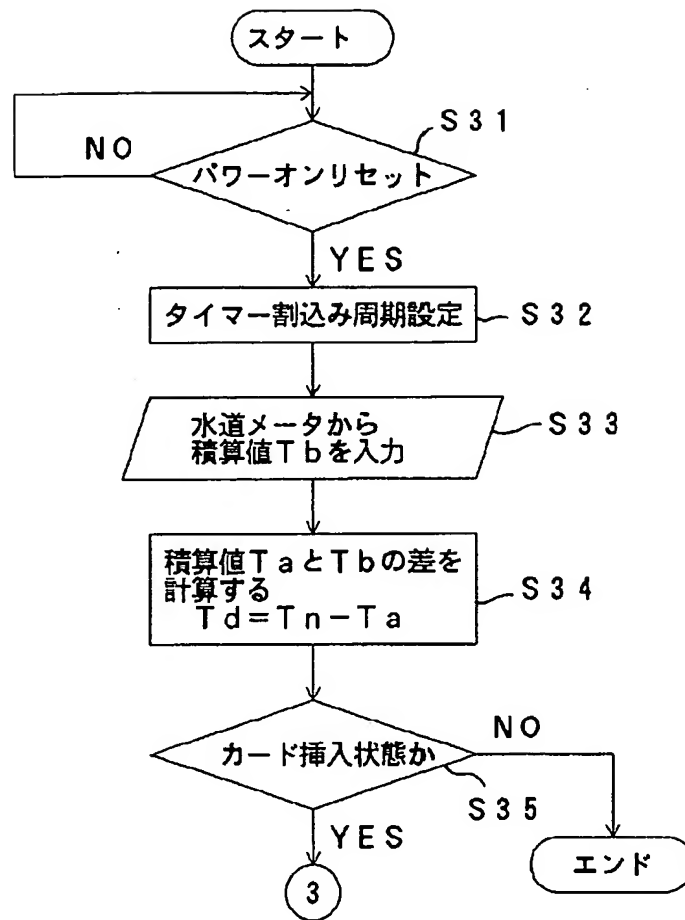 スタート
S31
NO
パワーオンリセット
YES
タイマー割込み周期設定
S32
水道メータから
積算値Tbを入力
S33
積算値TaとTbの差を
計算する
Td=Tn-Ta
S34
カード挿入状態か
NO
S35
YES
エンド
3